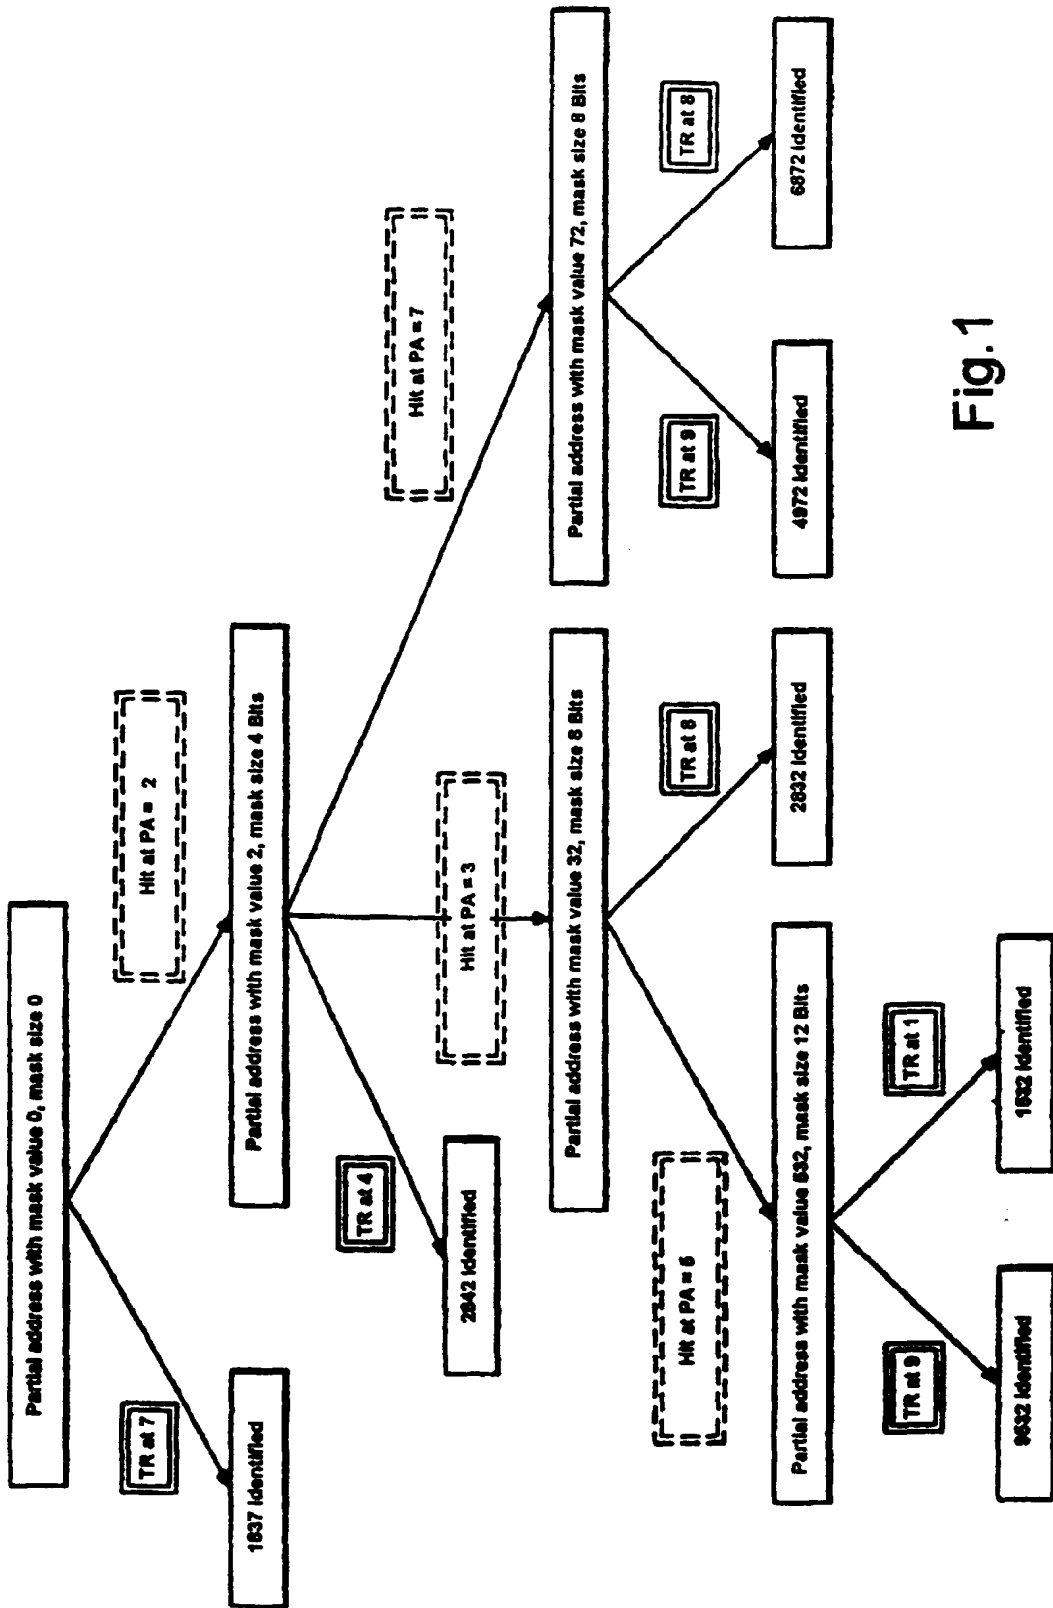 Partial address with mask value 0, mask size 0
TR at 7
Hit at PA = 2
1637 Identified
Partial address with mask value 2, mask size 4 Bits
TR at 4
Hit at PA = 3
Hit at PA = 7
2842 Identified
Partial address with mask value 32, mask size 8 Bits
Partial address with mask value 72, mask size 8 Bits
Hit at PA = 6
TR at 8
TR at 9
TR at 8
Partial address with mask value 632, mask size 12 Bits
2832 Identified
4972 Identified
6872 Identified
TR at 9
TR at 1
9632 Identified
1632 Identified
Fig.1